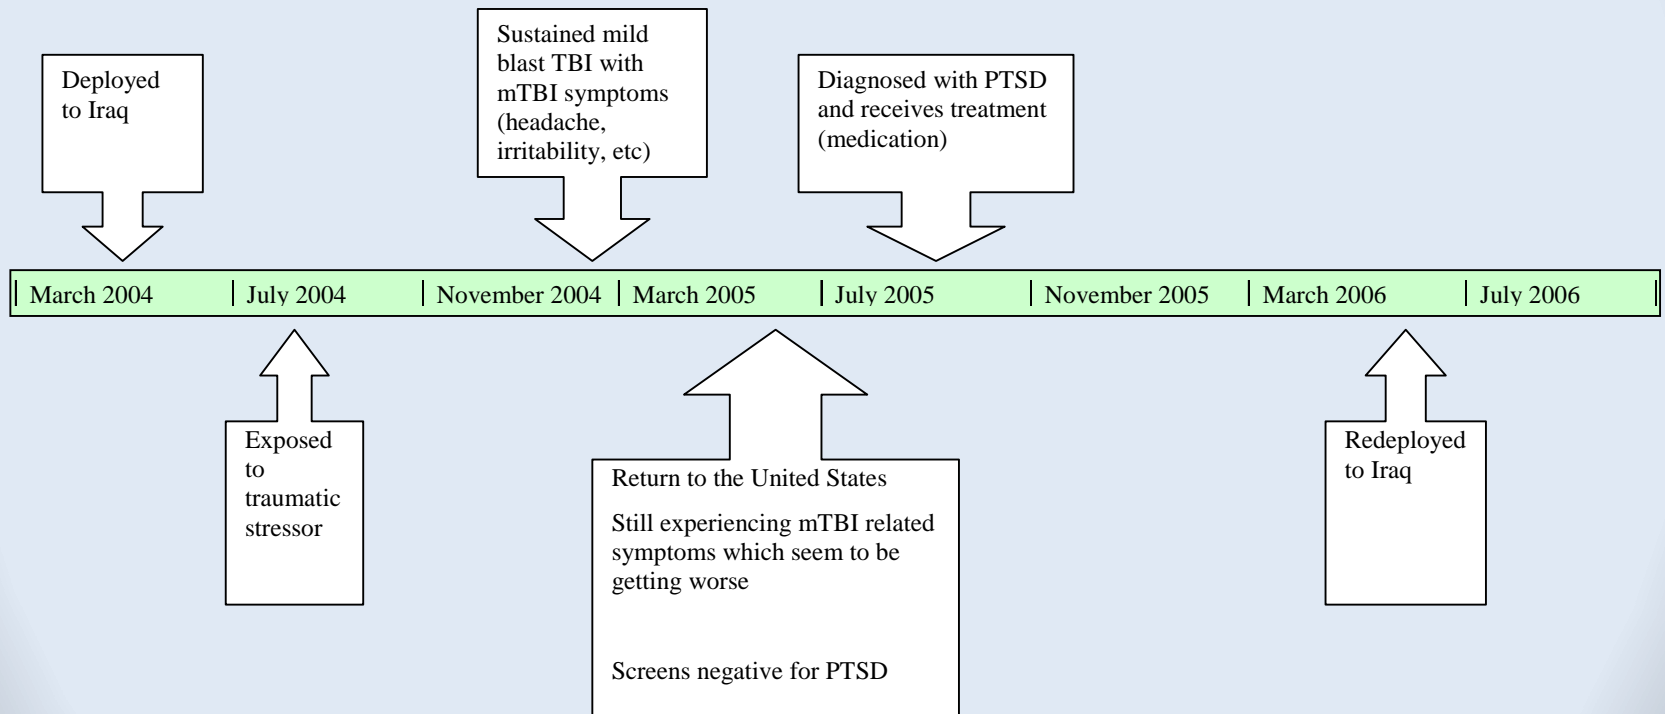 Deployed
to Iraq
Sustained mild
blast TBI with
mTBI symptoms
(headache,
irritability, etc)
Diagnosed with PTSD
and receives treatment
(medication)
March 2004
July 2004
November 2004
March 2005
July 2005
November 2005
March 2006
July 2006
Exposed
to
traumatic
stressor
Return to the United States
Still experiencing mTBI related
symptoms which seem to be
getting worse
Screens negative for PTSD
Redeployed
to Iraq